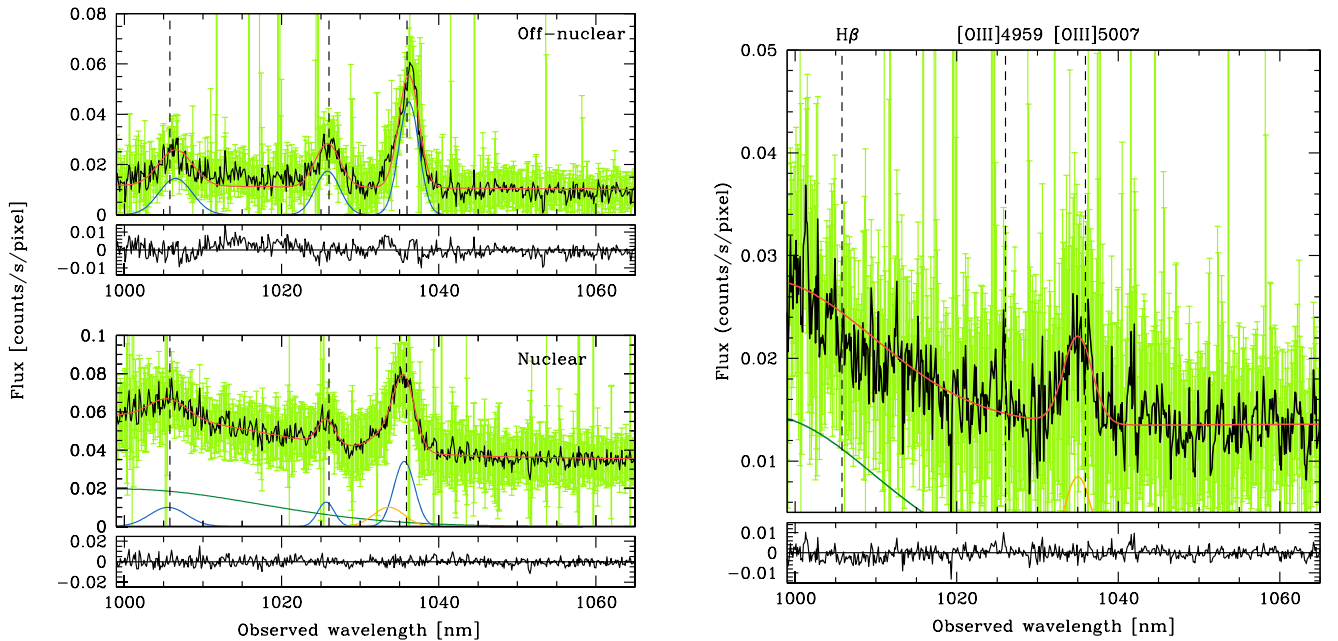 Off-nuclear
0.08
0.06
0.04
0.02
0
0.01
0
-0.01
1000 1020 1040 1060
Flux [counts/s/pixel]
Nuclear
0.1
0.08
0.06
0.04
0.02
0
0.02
0
-0.02
1000 1020 1040 1060
Observed wavelength [nm]
Hβ [OIII]4959 [OIII]5007
0.05
0.04
0.03
0.02
0.01
Flux (counts/s/pixel)
0.01
0
-0.01
1000 1020 1040 1060
Observed wavelength [nm]